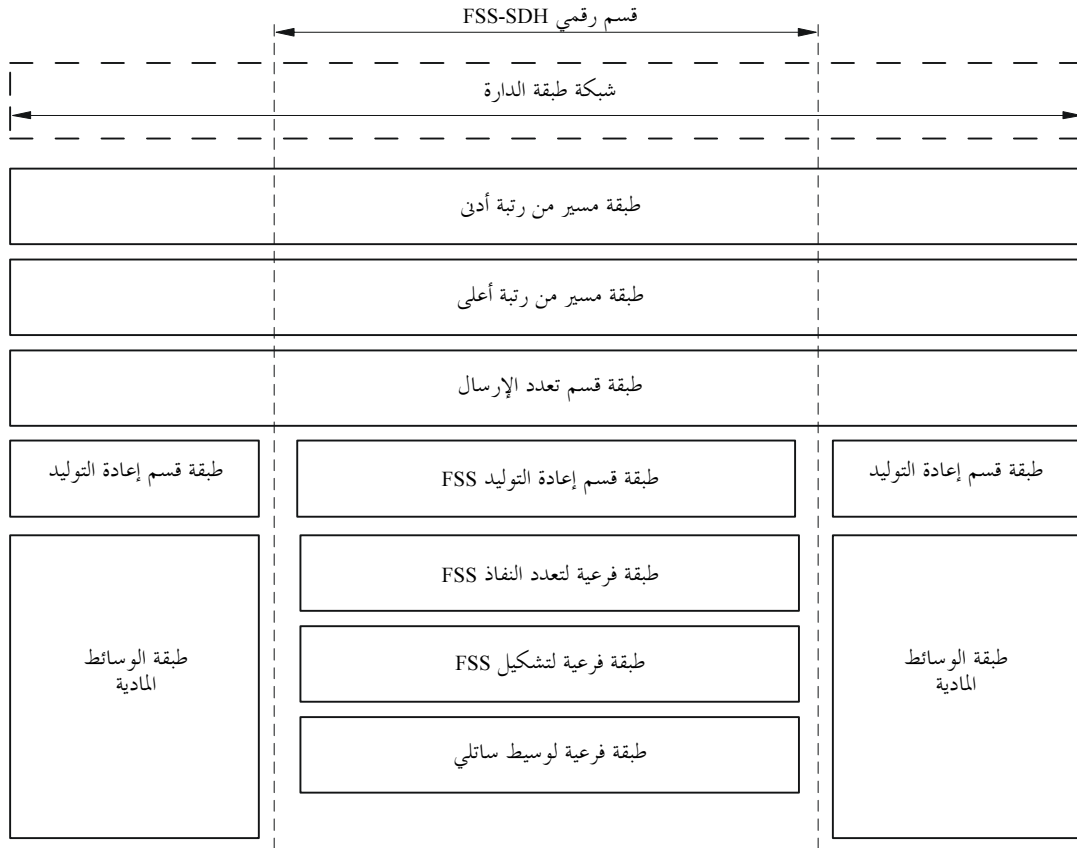 قسم رقمي FSS-SDH
شبكة طبقة الدارة
طبقة مسير من رتبة أدنى
طبقة مسير من رتبة أعلى
طبقة قسم تعدد الإرسال
طبقة قسم إعادة التوليد
طبقة قسم إعادة التوليد FSS
طبقة قسم إعادة التوليد
طبقة فرعية لتعدد النفاذ FSS
طبقة الوسائط
المادية
طبقة فرعية لتشكيل FSS
طبقة الوسائط
المادية
طبقة فرعية لوسيط ساتلي